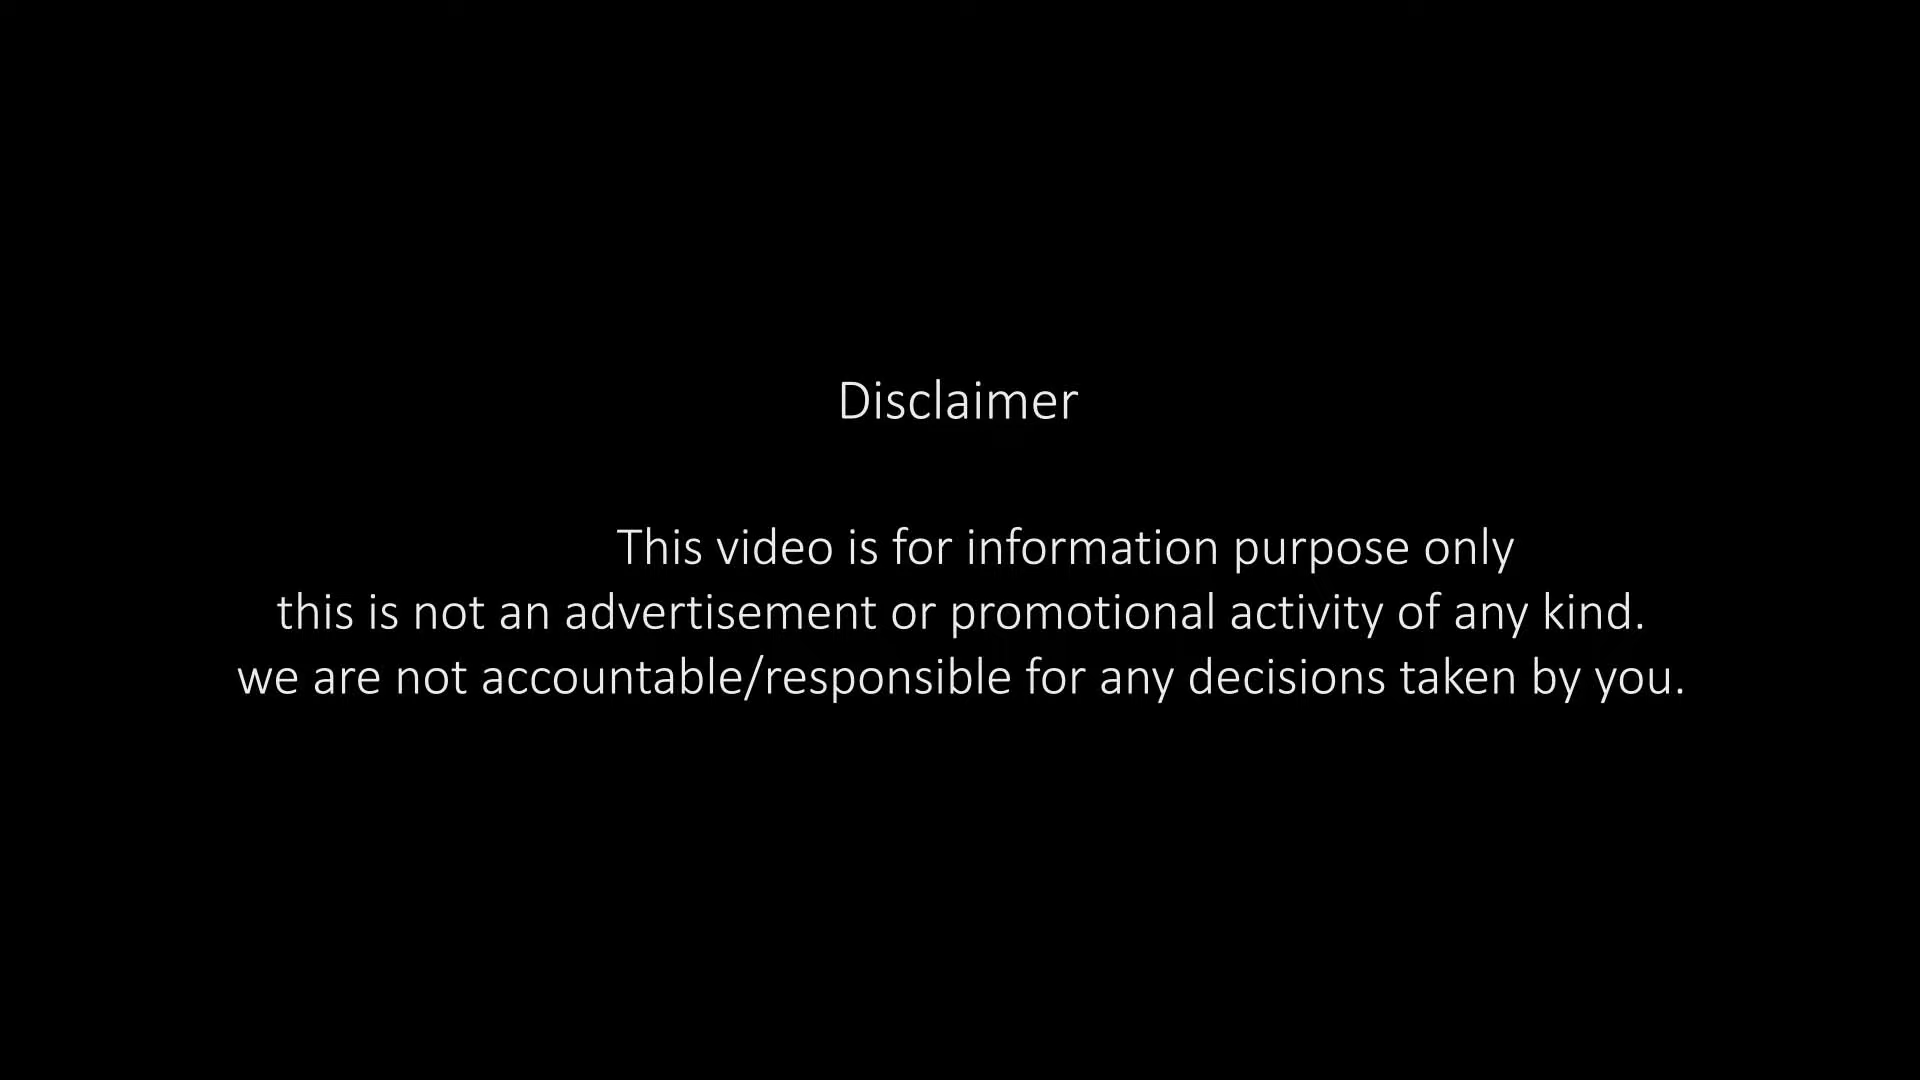 Disclaimer
This video is for information purpose only
this is not an advertisement or promotional activity of any kind.
we are not accountable/responsible for any decisions taken by you.